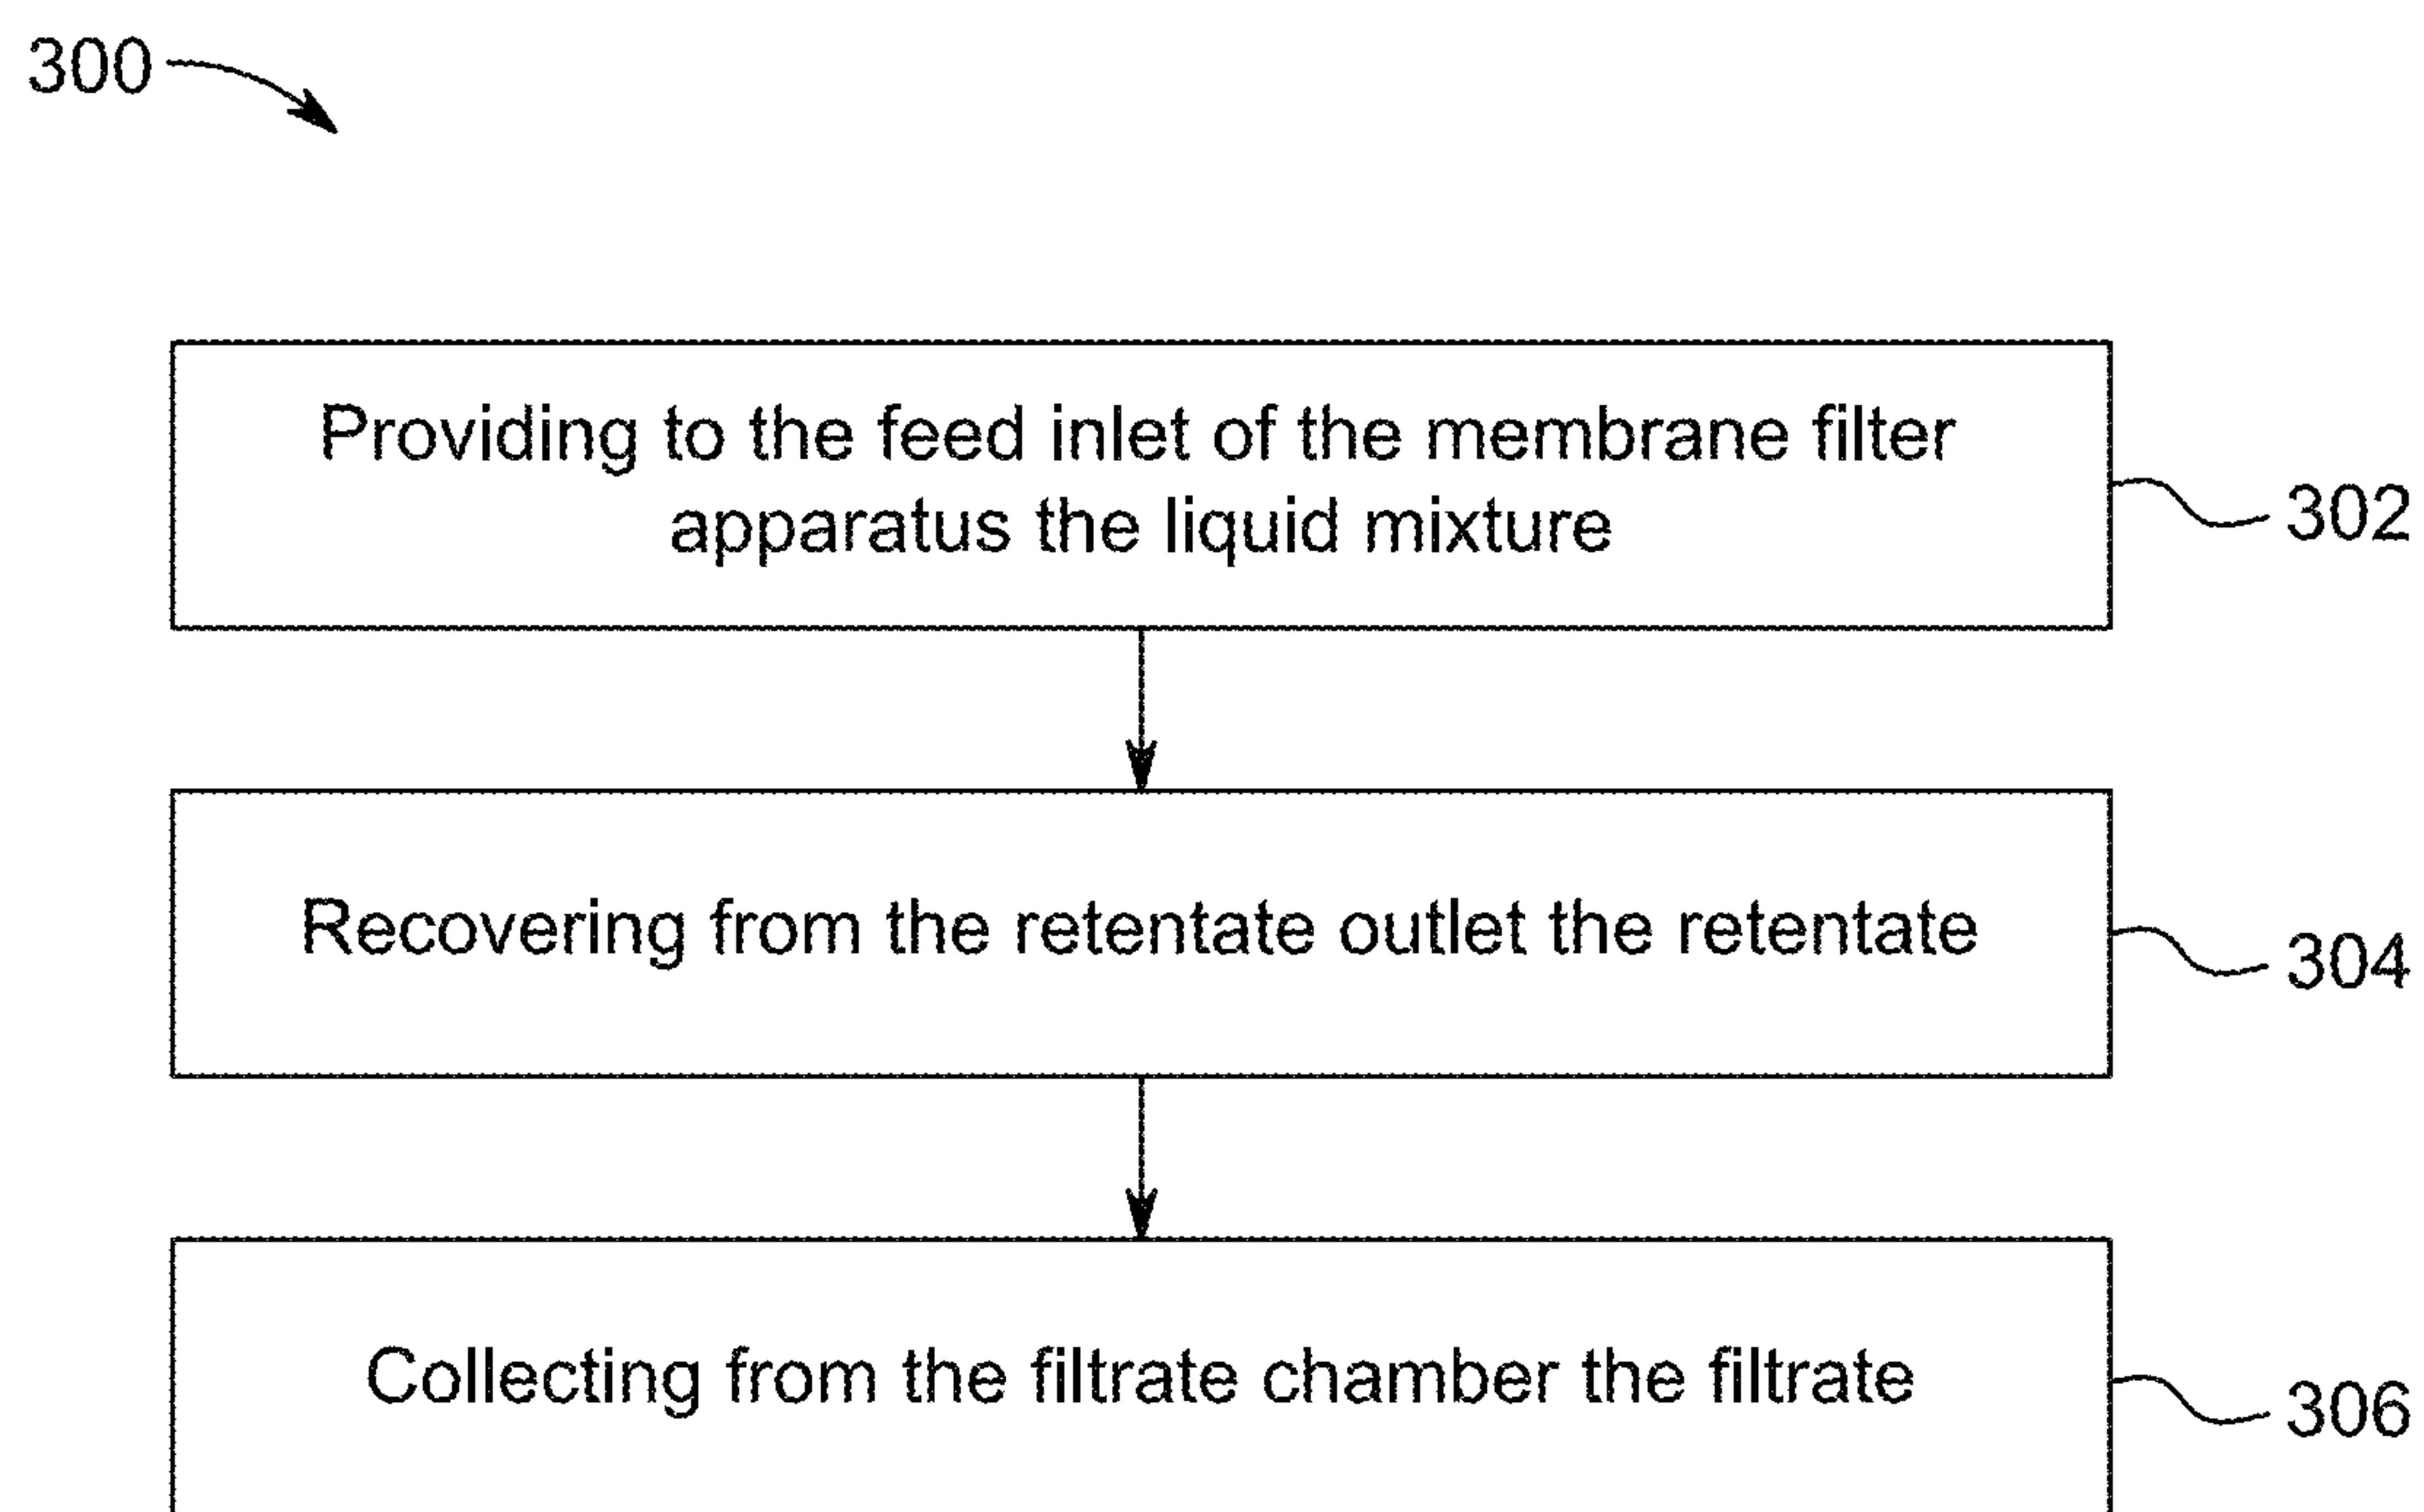 300
Providing to the feed inlet of the membrane filter
apparatus the liquid mixture
302
Recovering from the retentate outlet the retentate
304
Collecting from the filtrate chamber the filtrate
306